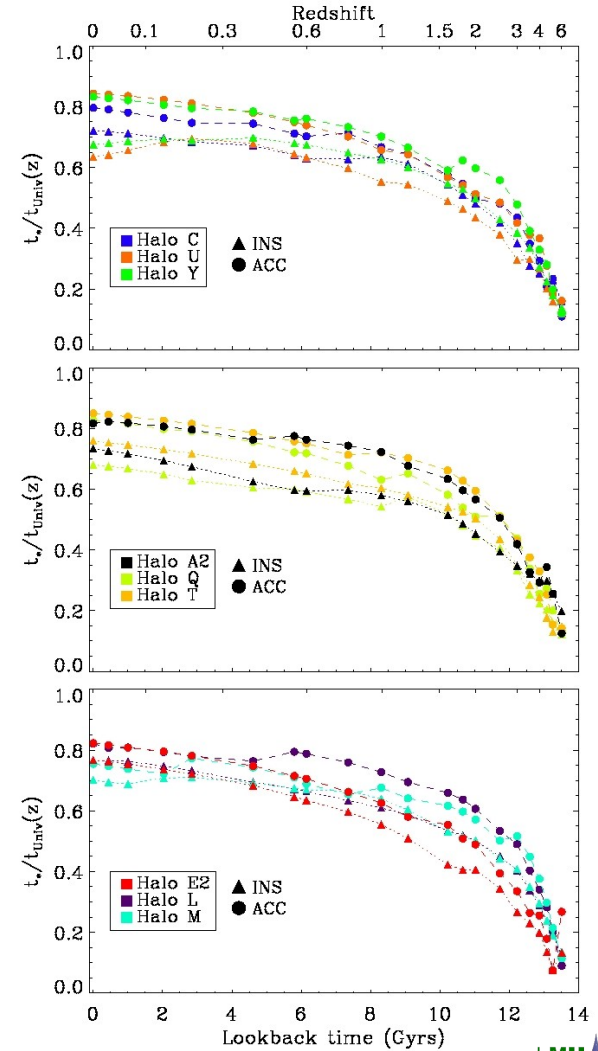 Redshift
0 0.1 0.3 0.6 1 1.5 2 3 4 6
1.0
0.8
0.6
0.4
0.2
0.0
t*/tUniv(z)
Halo C
Halo U
Halo Y
INS
ACC
1.0
0.8
0.6
0.4
0.2
0.0
t*/tUniv(z)
Halo A2
Halo Q
Halo T
INS
ACC
1.0
0.8
0.6
0.4
0.2
0.0
t*/tUniv(z)
Halo E2
Halo L
Halo M
INS
ACC
0 2 4 6 8 10 12 14
Lookback time (Gyrs)